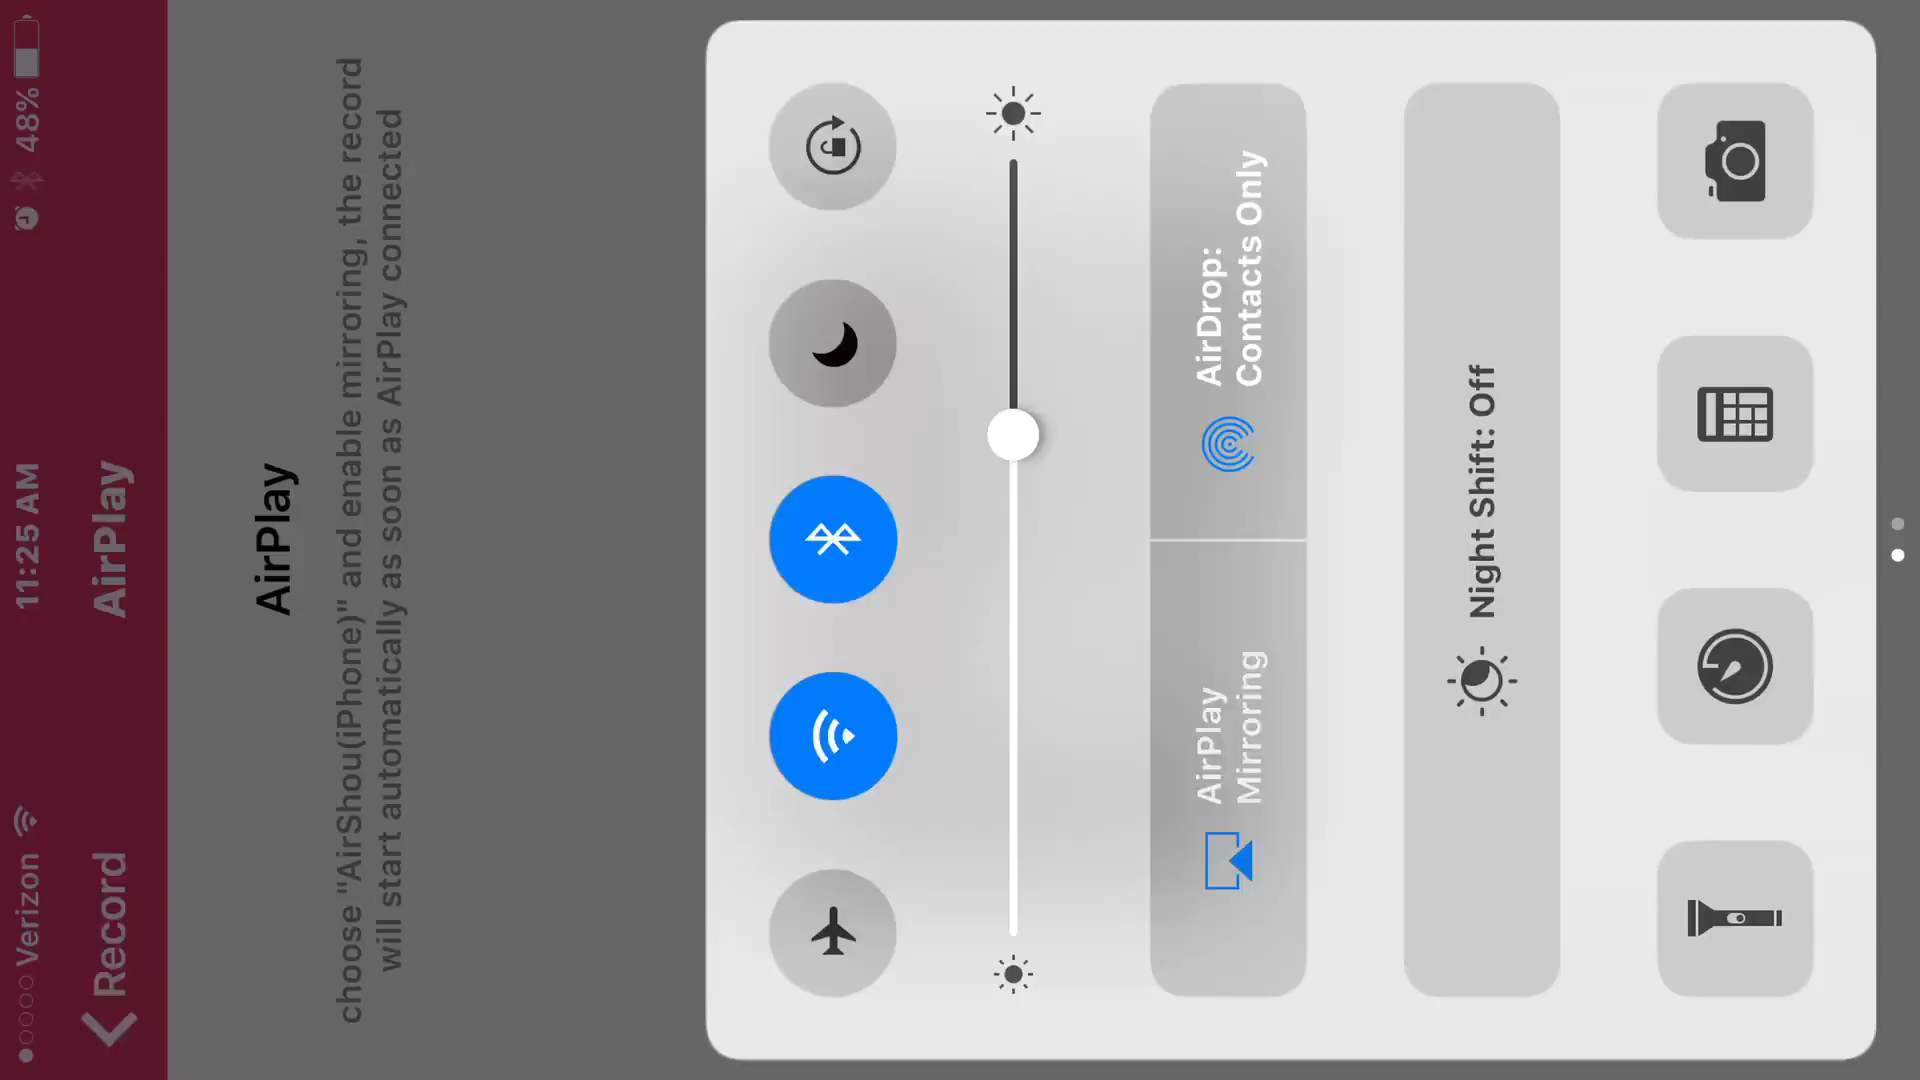 Verizon 11:25 AM 48%
Record AirPlay
AirPlay
choose "AirShou(iPhone)" and enable mirroring, the record
will start automatically as soon as AirPlay connected
AirPlay
Mirroring
AirDrop:
Contacts Only
Night Shift: Off